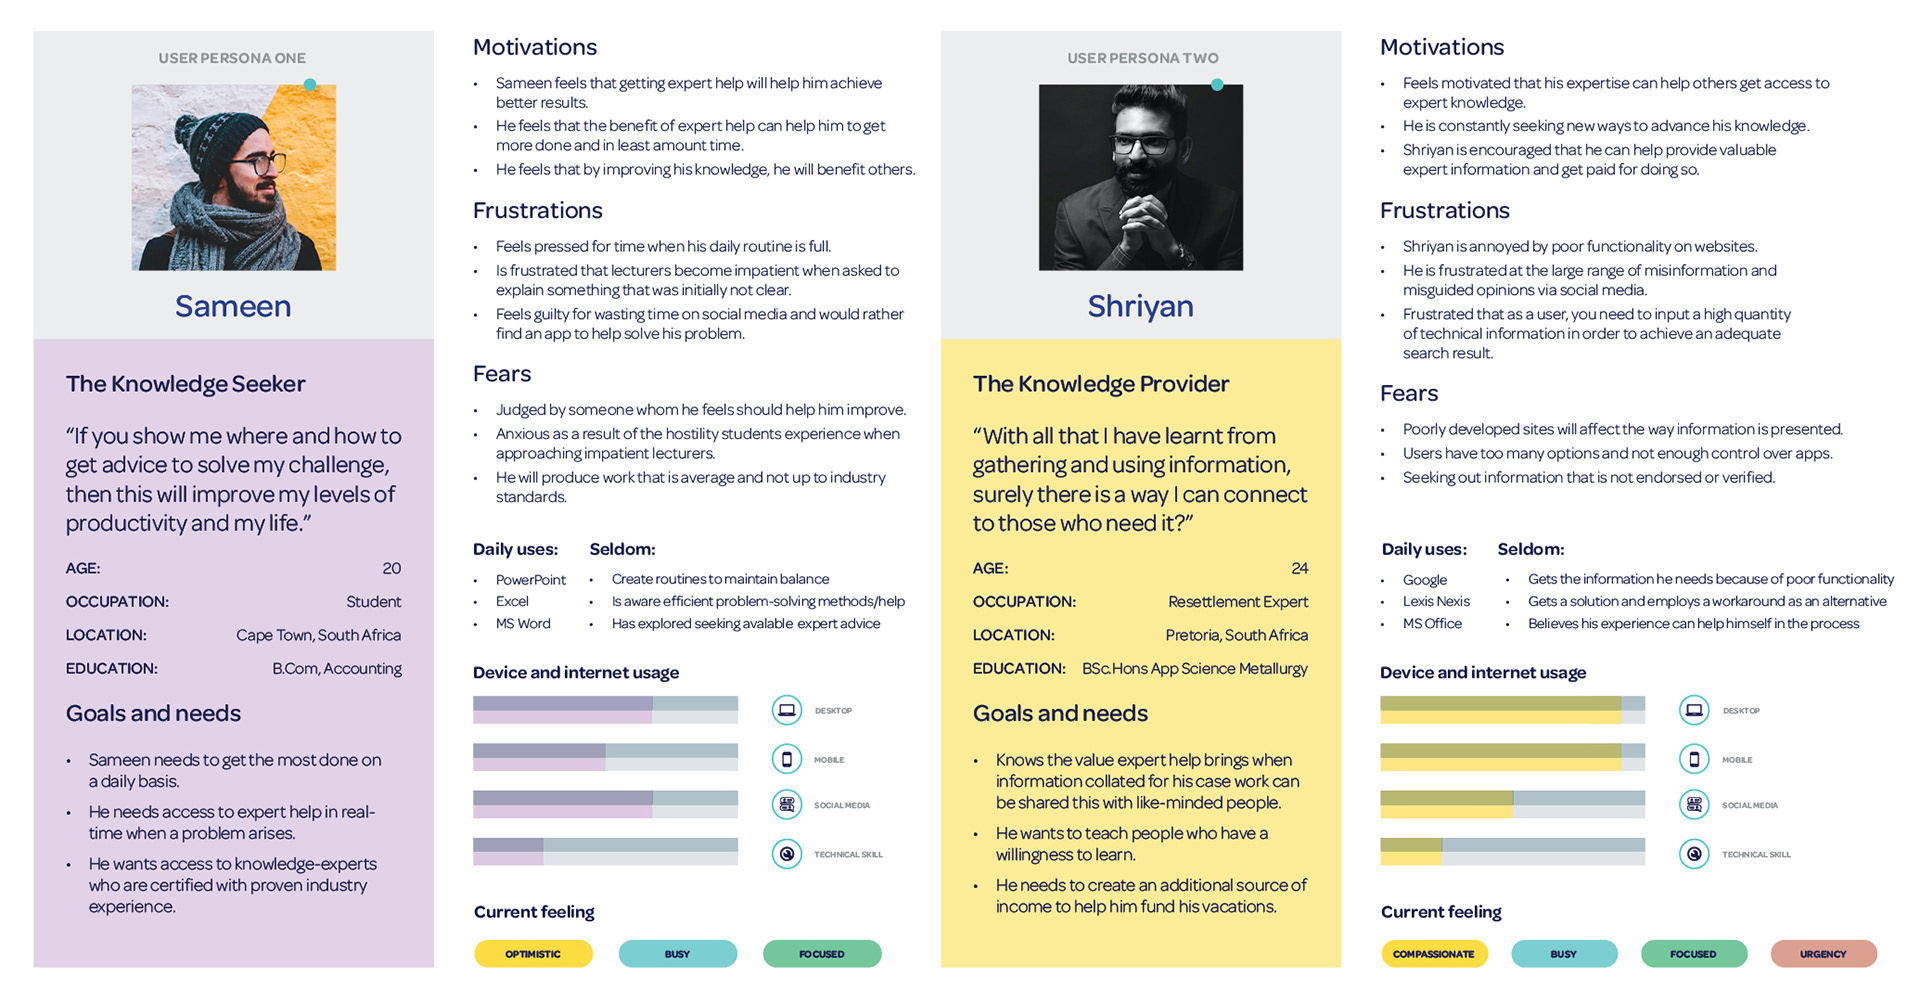 USER PERSONA ONE
Sameen
The Knowledge Seeker
“If you show me where and how to
get advice to solve my challenge,
then this will improve my levels of
productivity and my life.”
AGE: 20
OCCUPATION: Student
LOCATION: Cape Town, South Africa
EDUCATION: B.Com, Accounting
Goals and needs
• Sameen needs to get the most done on
a daily basis.
• He needs access to expert help in real-
time when a problem arises.
• He wants access to knowledge-experts
who are certified with proven industry
experience.
Motivations
• Sameen feels that getting expert help will help him achieve
better results.
• He feels that the benefit of expert help can help him to get
more done and in least amount time.
• He feels that by improving his knowledge, he will benefit others.
Frustrations
• Feels pressed for time when his daily routine is full.
• Is frustrated that lecturers become impatient when asked to
explain something that was initially not clear.
• Feels guilty for wasting time on social media and would rather
find an app to help solve his problem.
Fears
• Judged by someone whom he feels should help him improve.
• Anxious as a result of the hostility students experience when
approaching impatient lecturers.
• He will produce work that is average and not up to industry
standards.
Daily uses:
• PowerPoint
• Excel
• MS Word
Seldom:
• Create routines to maintain balance
• Is aware efficient problem-solving methods/help
• Has explored seeking avalable expert advice
Device and internet usage
DESKTOP
MOBILE
SOCIAL MEDIA
TECHNICAL SKILL
Current feeling
OPTIMISTIC
BUSY
FOCUSED
USER PERSONA TWO
Shriyan
The Knowledge Provider
“With all that I have learnt from
gathering and using information,
surely there is a way I can connect
to those who need it?”
AGE: 24
OCCUPATION: Resettlement Expert
LOCATION: Pretoria, South Africa
EDUCATION: BSc.Hons App Science Metallurgy
Goals and needs
• Knows the value expert help brings when
information collated for his case work can
be shared this with like-minded people.
• He wants to teach people who have a
willingness to learn.
• He needs to create an additional source of
income to help him fund his vacations.
Motivations
• Feels motivated that his expertise can help others get access to
expert knowledge.
• He is constantly seeking new ways to advance his knowledge.
• Shriyan is encouraged that he can help provide valuable
expert information and get paid for doing so.
Frustrations
• Shriyan is annoyed by poor functionality on websites.
• He is frustrated at the large range of misinformation and
misguided opinions via social media.
• Frustrated that as a user, you need to input a high quantity
of technical information in order to achieve an adequate
search result.
Fears
• Poorly developed sites will affect the way information is presented.
• Users have too many options and not enough control over apps.
• Seeking out information that is not endorsed or verified.
Daily uses:
• Google
• Lexis Nexis
• MS Office
Seldom:
• Gets the information he needs because of poor functionality
• Gets a solution and employs a workaround as an alternative
• Believes his experience can help himself in the process
Device and internet usage
DESKTOP
MOBILE
SOCIAL MEDIA
TECHNICAL SKILL
Current feeling
COMPASSIONATE
BUSY
FOCUSED
URGENCY